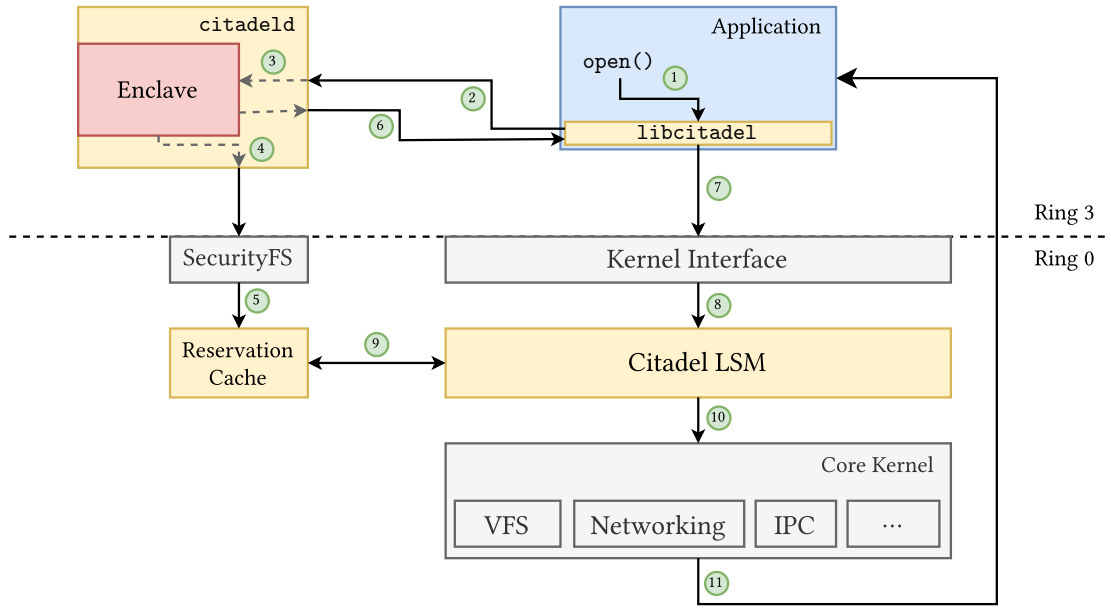 citadeld
Application
Enclave
3
open()
1
2
libcitadel
6
4
7
Ring 3
SecurityFS
Kernel Interface
Ring 0
5
8
Reservation
Cache
9
Citadel LSM
10
Core Kernel
VFS
Networking
IPC
...
11